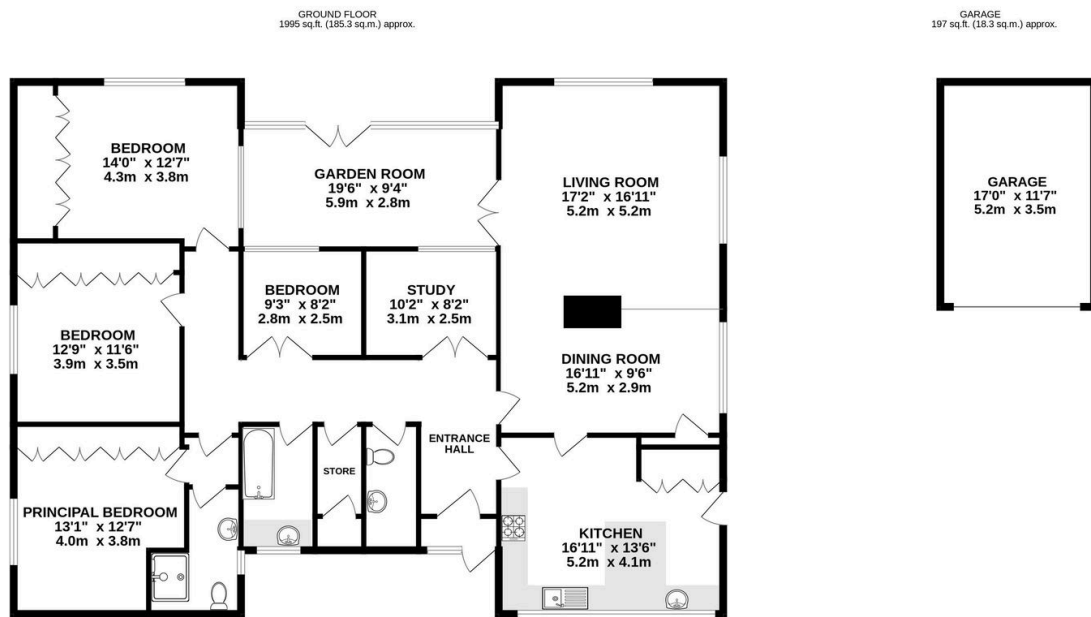 GROUND FLOOR
1995 sq.ft. (185.3 sq.m.) approx.
GARAGE
197 sq.ft. (18.3 sq.m.) approx.
BEDROOM
14'0" x 12'7"
4.3m x 3.8m
GARDEN ROOM
19'6" x 9'4"
5.9m x 2.8m
LIVING ROOM
17'2" x 16'11"
5.2m x 5.2m
GARAGE
17'0" x 11'7"
5.2m x 3.5m
BEDROOM
9'3" x 8'2"
2.8m x 2.5m
STUDY
10'2" x 8'2"
3.1m x 2.5m
BEDROOM
12'9" x 11'6"
3.9m x 3.5m
DINING ROOM
16'11" x 9'6"
5.2m x 2.9m
ENTRANCE
HALL
STORE
PRINCIPAL BEDROOM
13'1" x 12'7"
4.0m x 3.8m
KITCHEN
16'11" x 13'6"
5.2m x 4.1m